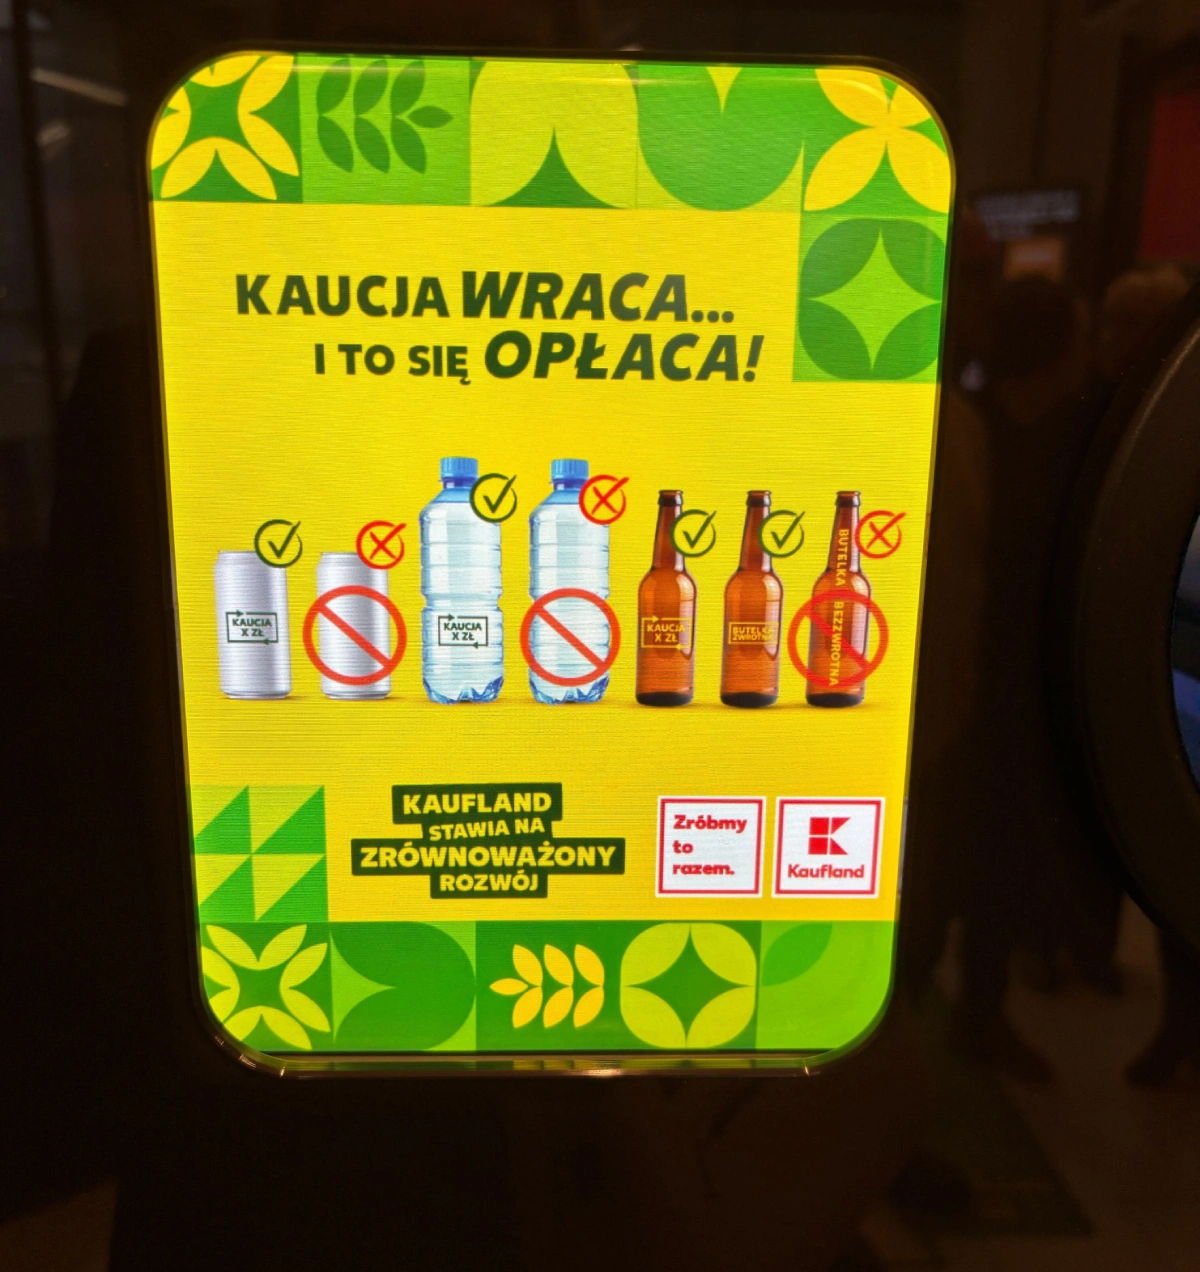 KAUCJA WRACA...
I TO SIĘ OPŁACA!
KAUCJA
X ZŁ
KAUCJA
X ZŁ
KAUCJA
X ZŁ
BUTELKA
ZWROTNA
BUTELKA BEZZWROTNA
KAUFLAND
STAWIA NA
ZRÓWNOWAŻONY
ROZWÓJ
Zróbmy
to
razem.
Kaufland